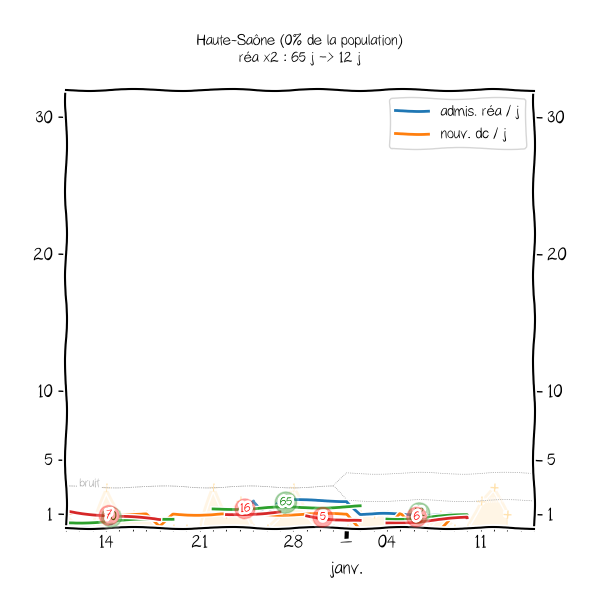 Haute-Saône (0% de la population)
réa x2 : 65 j -> 12 j
admis. réa / j
nouv. dc / j
30 30
20 20
10 10
5 5
1 1
bruit
7j 16 65 5 6
14 21 28 04 11
janv.